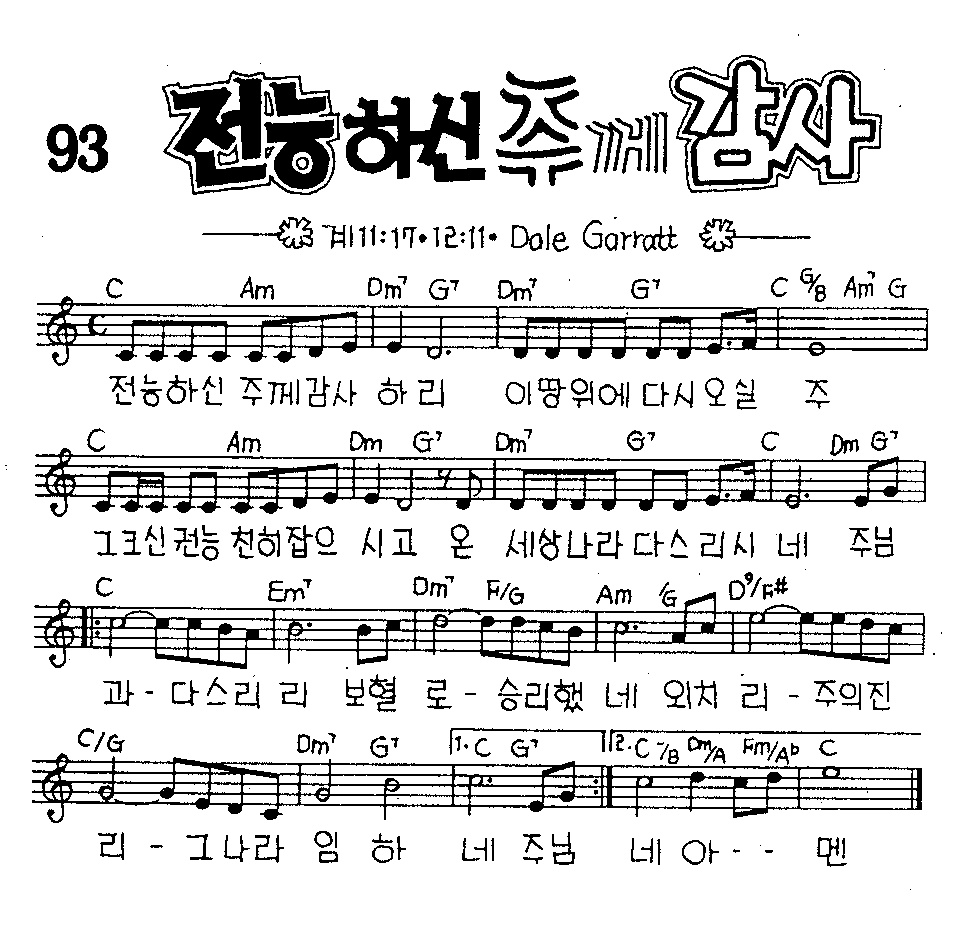 93 전능하신 주께 감사
계 11:17 • 12:11 • Dale Garratt
C Am Dm7 G7 Dm7 G7 C G/B Am7 G
전능하신 주께감사 하리 이땅위에 다시오실 주
C Am Dm G7 Dm7 G7 C Dm G7
그크신권능 친히잡으 시고 온 세상나라 다스리시 네 주님
C Em7 Dm7 F/G Am /G D9/F#
과 - 다스리 리 보혈 로 - 승리했 네 외치 리 - 주의진
C/G Dm7 G7 1. C G7 2. C -/B Dm/A Fm/Ab C
리 - 그나라 임 하 네 주님 네 아 - - 멘